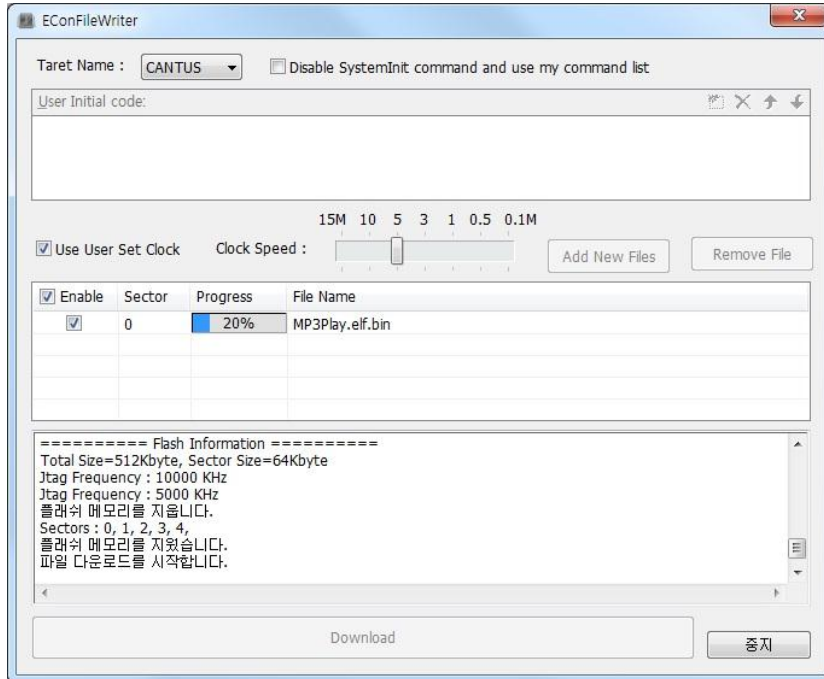 EConFileWriter
Taret Name : CANTUS Disable SystemInit command and use my command list
User Initial code:
15M 10 5 3 1 0.5 0.1M
Use User Set Clock Clock Speed : Add New Files Remove File
Enable Sector Progress File Name
0 20% MP3Play.elf.bin
========== Flash Information ==========
Total Size=512Kbyte, Sector Size=64Kbyte
Jtag Frequency : 10000 KHz
Jtag Frequency : 5000 KHz
플래쉬 메모리를 지웁니다.
Sectors : 0, 1, 2, 3, 4,
플래쉬 메모리를 지웠습니다.
파일 다운로드를 시작합니다.
Download 중지